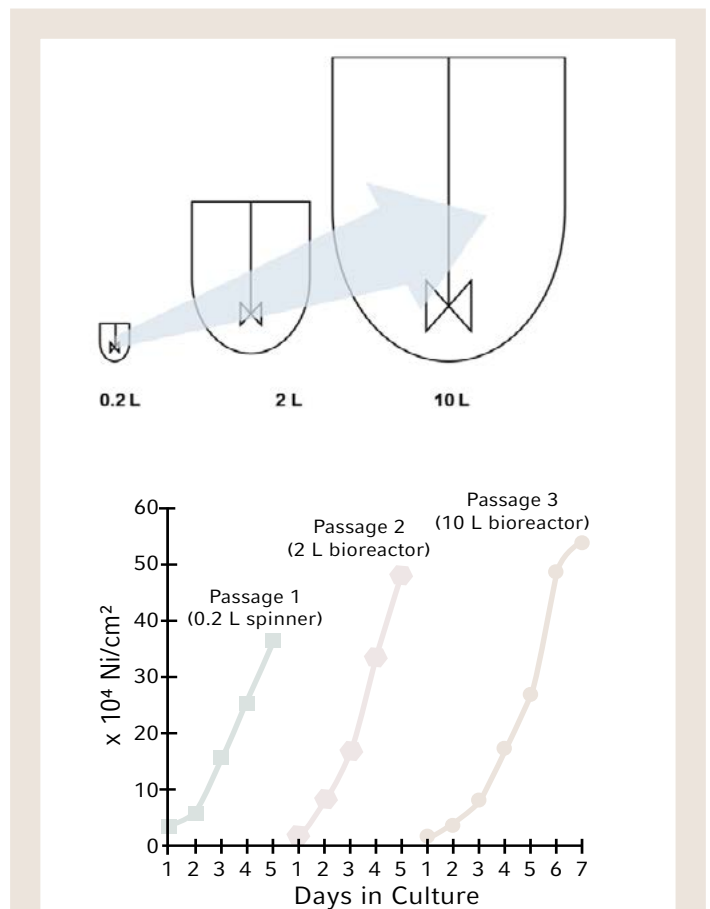 0.2 L
2 L
10 L
Passage 3
(10 L bioreactor)
Passage 2
(2 L bioreactor)
Passage 1
(0.2 L spinner)
60
50
40
30
20
10
0
x 10⁴ Ni/cm²
1 2 3 4 5 1 2 3 4 5 1 2 3 4 5 6 7
Days in Culture